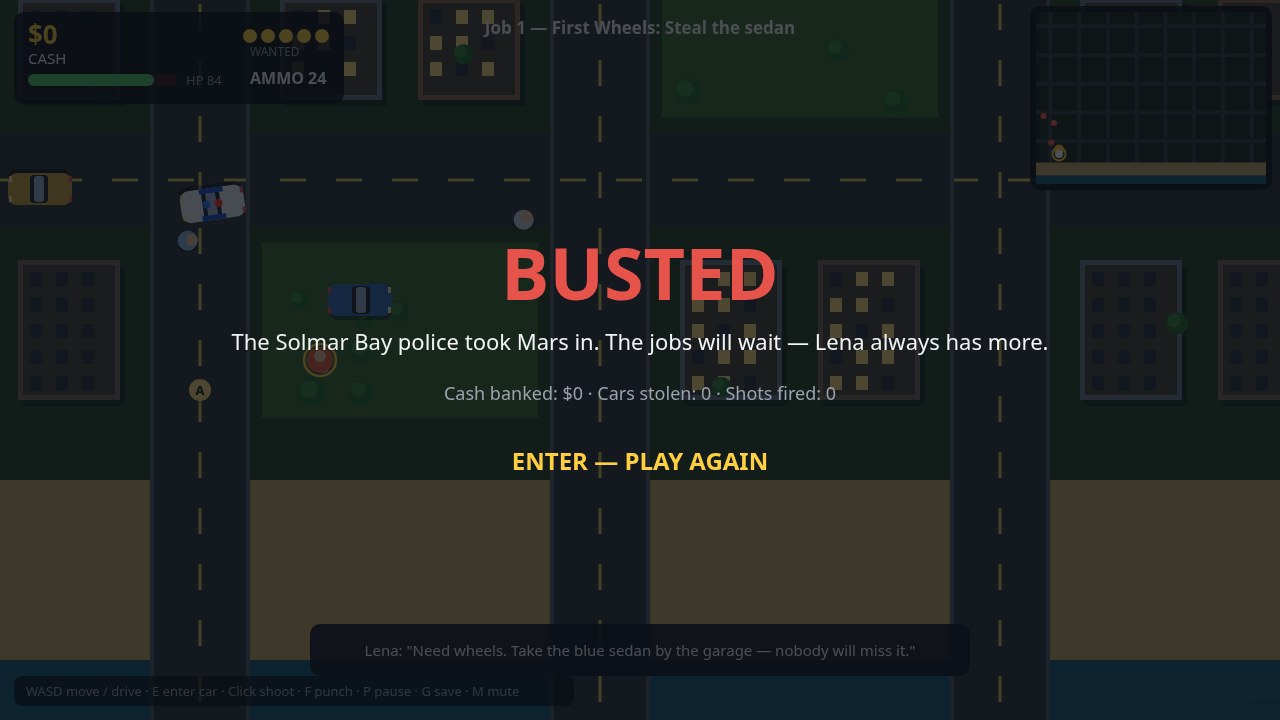 $0
CASH
WANTED
HP 84
AMMO 24
Job 1 — First Wheels: Steal the sedan
BUSTED
The Solmar Bay police took Mars in. The jobs will wait — Lena always has more.
A
Cash banked: $0 · Cars stolen: 0 · Shots fired: 0
ENTER — PLAY AGAIN
Lena: "Need wheels. Take the blue sedan by the garage — nobody will miss it."
WASD move / drive · E enter car · Click shoot · F punch · P pause · G save · M mute